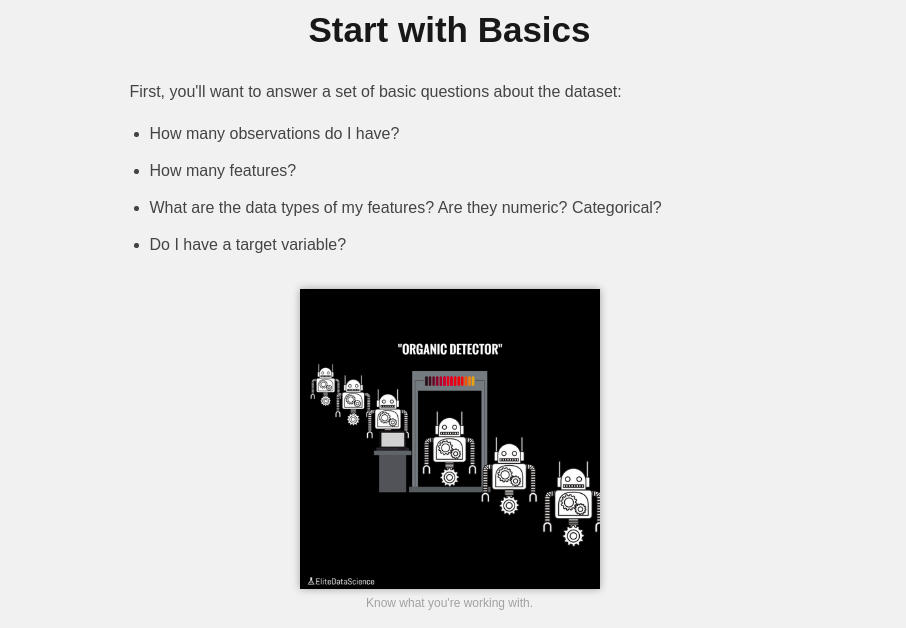 Start with Basics
First, you'll want to answer a set of basic questions about the dataset:
• How many observations do I have?
• How many features?
• What are the data types of my features? Are they numeric? Categorical?
• Do I have a target variable?
"ORGANIC DETECTOR"
EliteDataScience
Know what you're working with.